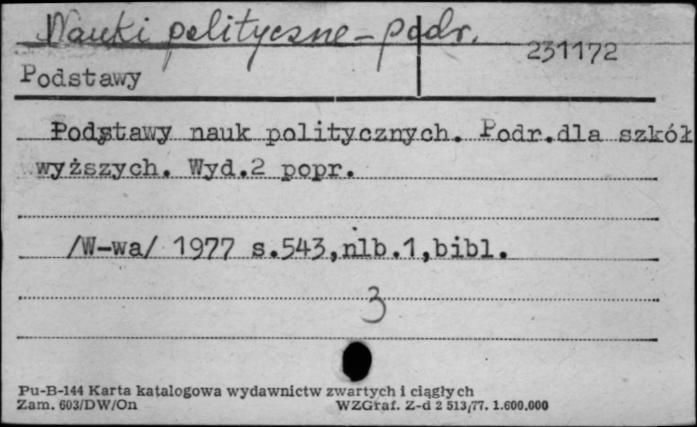 Nauki polityczne - podr.
231172
Podstawy
Podstawy nauk politycznych. Podr.dla szkół
wyższych. Wyd.2 popr.
/W-wa/ 1977 s.543,nlb.1,bibl.
3
Pu-B-144 Karta katalogowa wydawnictw zwartych i ciągłych
Zam. 603/DW/On WZGraf. Z-d 2 513/77. 1.600.000